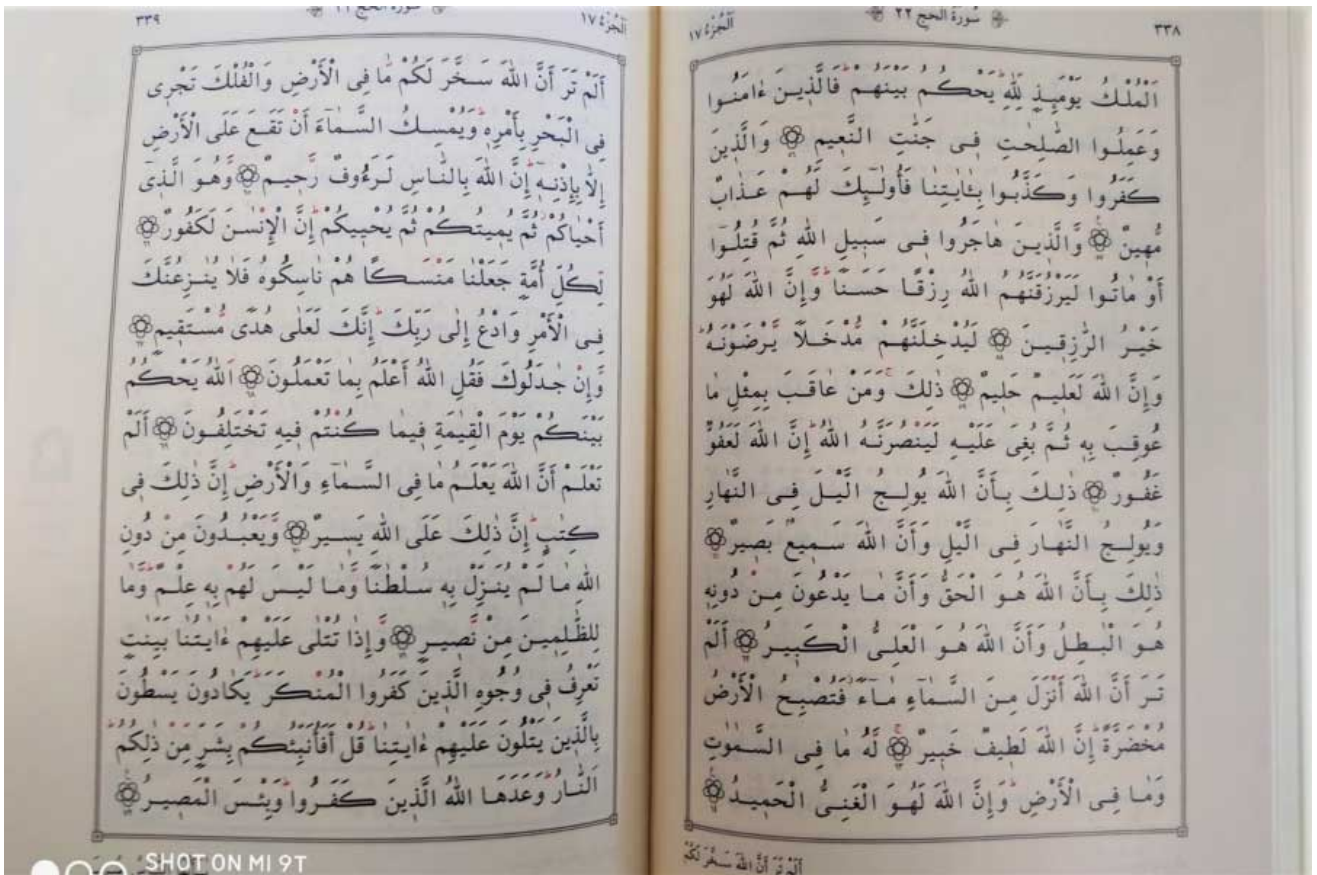 ٣٣٨
سُورَةُ الْحَجِّ ٢٢
اَلْجُزْءُ ١٧
اَلْمُلْكُ يَوْمَئِذٍ لِلّٰهِ يَحْكُمُ بَيْنَهُمْ فَالَّذِينَ ءَامَنُوا
وَعَمِلُوا الصّٰلِحٰتِ فِى جَنّٰتِ النَّعِيمِ وَالَّذِينَ
كَفَرُوا وَكَذَّبُوا بِـَٔايٰتِنٰا فَأُولٰٓئِكَ لَهُمْ عَذٰابٌ
مُهِينٌ وَالَّذِينَ هٰاجَرُوا فِى سَبِيلِ اللّٰهِ ثُمَّ قُتِلُوٓا
أَوْ مٰاتُوا لَيَرْزُقَنَّهُمُ اللّٰهُ رِزْقًا حَسَنًا وَإِنَّ اللّٰهَ لَهُوَ
خَيْرُ الرّٰزِقِينَ لَيُدْخِلَنَّهُمْ مُدْخَلًا يَرْضَوْنَهُ
وَإِنَّ اللّٰهَ لَعَلِيمٌ حَلِيمٌ ذٰلِكَ وَمَنْ عٰاقَبَ بِمِثْلِ مٰا
عُوقِبَ بِهِ ثُمَّ بُغِىَ عَلَيْهِ لَيَنْصُرَنَّهُ اللّٰهُ إِنَّ اللّٰهَ لَعَفُوٌّ
غَفُورٌ ذٰلِكَ بِأَنَّ اللّٰهَ يُولِجُ الَّيْلَ فِى النَّهٰارِ
وَيُولِجُ النَّهٰارَ فِى الَّيْلِ وَأَنَّ اللّٰهَ سَمِيعٌ بَصِيرٌ
ذٰلِكَ بِأَنَّ اللّٰهَ هُوَ الْحَقُّ وَأَنَّ مٰا يَدْعُونَ مِنْ دُونِهِ
هُوَ الْبٰطِلُ وَأَنَّ اللّٰهَ هُوَ الْعَلِىُّ الْكَبِيرُ أَلَمْ
تَرَ أَنَّ اللّٰهَ أَنْزَلَ مِنَ السَّمٰٓاءِ مٰٓاءً فَتُصْبِحُ الْأَرْضُ
مُخْضَرَّةً إِنَّ اللّٰهَ لَطِيفٌ خَبِيرٌ لَهُ مٰا فِى السَّمٰوٰتِ
وَمٰا فِى الْأَرْضِ وَإِنَّ اللّٰهَ لَهُوَ الْغَنِىُّ الْحَمِيدُ
أَلَمْ تَرَ أَنَّ اللّٰهَ سَخَّرَ لَكُمْ
اَلْجُزْءُ ١٧
سُورَةُ الْحَجِّ ٢٢
٣٣٩
أَلَمْ تَرَ أَنَّ اللّٰهَ سَخَّرَ لَكُمْ مٰا فِى الْأَرْضِ وَالْفُلْكَ تَجْرِى
فِى الْبَحْرِ بِأَمْرِهِ وَيُمْسِكُ السَّمٰٓاءَ أَنْ تَقَعَ عَلَى الْأَرْضِ
إِلّٰا بِإِذْنِهِ إِنَّ اللّٰهَ بِالنّٰاسِ لَرَءُوفٌ رَحِيمٌ وَهُوَ الَّذِىٓ
أَحْيٰاكُمْ ثُمَّ يُمِيتُكُمْ ثُمَّ يُحْيِيكُمْ إِنَّ الْإِنْسٰنَ لَكَفُورٌ
لِكُلِّ أُمَّةٍ جَعَلْنٰا مَنْسَكًا هُمْ نٰاسِكُوهُ فَلٰا يُنٰزِعُنَّكَ
فِى الْأَمْرِ وَادْعُ إِلٰى رَبِّكَ إِنَّكَ لَعَلٰى هُدًى مُسْتَقِيمٍ
وَإِنْ جٰدَلُوكَ فَقُلِ اللّٰهُ أَعْلَمُ بِمٰا تَعْمَلُونَ اَللّٰهُ يَحْكُمُ
بَيْنَكُمْ يَوْمَ الْقِيٰمَةِ فِيمٰا كُنْتُمْ فِيهِ تَخْتَلِفُونَ أَلَمْ
تَعْلَمْ أَنَّ اللّٰهَ يَعْلَمُ مٰا فِى السَّمٰٓاءِ وَالْأَرْضِ إِنَّ ذٰلِكَ فِى
كِتٰبٍ إِنَّ ذٰلِكَ عَلَى اللّٰهِ يَسِيرٌ وَيَعْبُدُونَ مِنْ دُونِ
اللّٰهِ مٰا لَمْ يُنَزِّلْ بِهِ سُلْطٰنًا وَمٰا لَيْسَ لَهُمْ بِهِ عِلْمٌ وَمٰا
لِلظّٰلِمِينَ مِنْ نَصِيرٍ وَإِذٰا تُتْلٰى عَلَيْهِمْ ءَايٰتُنٰا بَيِّنٰتٍ
تَعْرِفُ فِى وُجُوهِ الَّذِينَ كَفَرُوا الْمُنْكَرَ يَكٰادُونَ يَسْطُونَ
بِالَّذِينَ يَتْلُونَ عَلَيْهِمْ ءَايٰتِنٰا قُلْ أَفَأُنَبِّئُكُمْ بِشَرٍّ مِنْ ذٰلِكُمُ
النّٰارُ وَعَدَهَا اللّٰهُ الَّذِينَ كَفَرُوا وَبِئْسَ الْمَصِيرُ
SHOT ON MI 9T